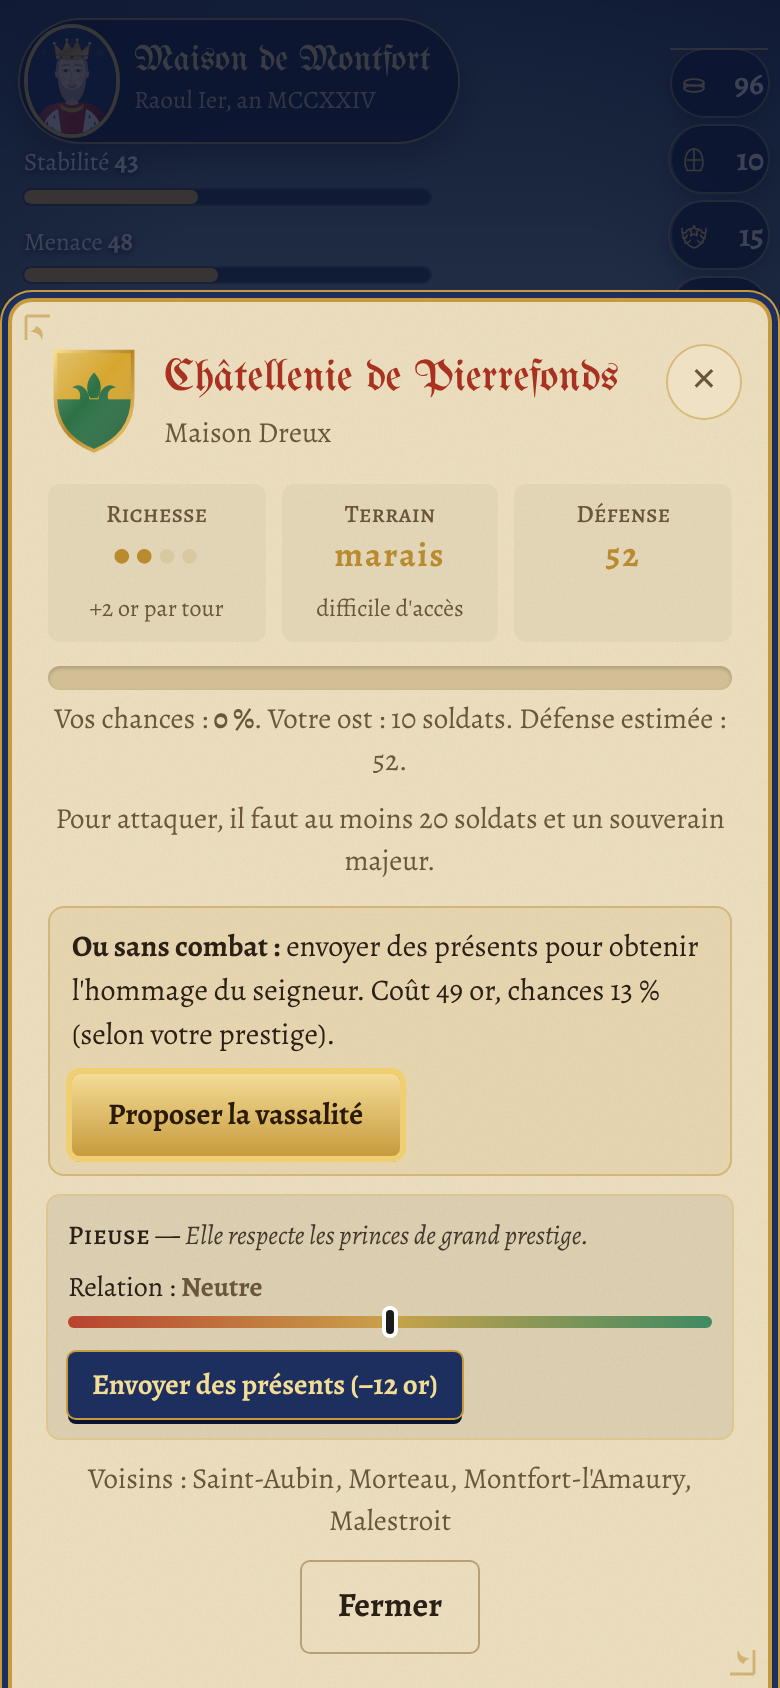 Maison de Montfort
Raoul Ier, an MCCXXIV
96
10
15
Stabilité 43
Menace 48
Châtellenie de Pierrefonds
Maison Dreux
×
Richesse
+2 or par tour
Terrain
marais
difficile d'accès
Défense
52
Vos chances : 0 %. Votre ost : 10 soldats. Défense estimée :
52.
Pour attaquer, il faut au moins 20 soldats et un souverain
majeur.
Ou sans combat : envoyer des présents pour obtenir
l'hommage du seigneur. Coût 49 or, chances 13 %
(selon votre prestige).
Proposer la vassalité
Pieuse — Elle respecte les princes de grand prestige.
Relation : Neutre
Envoyer des présents (−12 or)
Voisins : Saint-Aubin, Morteau, Montfort-l'Amaury,
Malestroit
Fermer